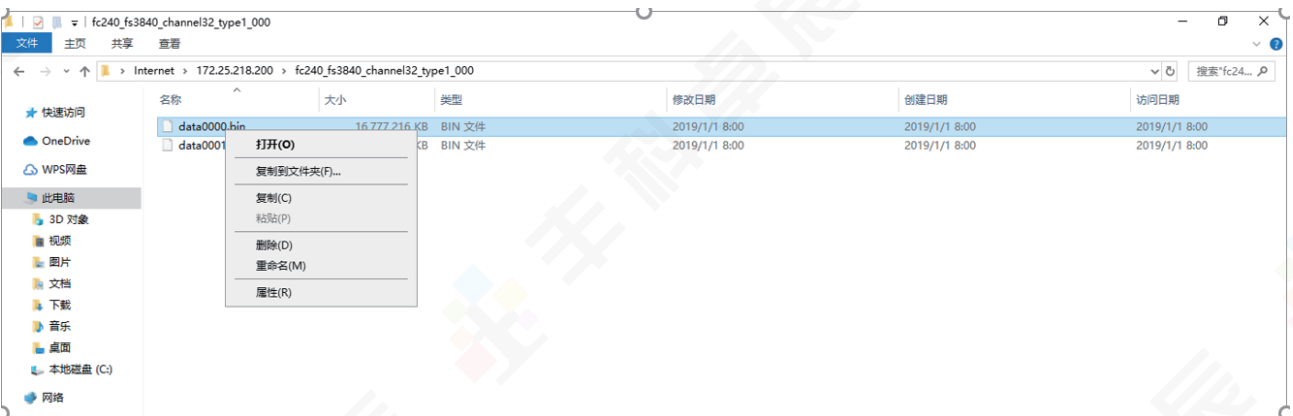 fc240_fs3840_channel32_type1_000
文件 主页 共享 查看
Internet > 172.25.218.200 > fc240_fs3840_channel32_type1_000 搜索"fc24...
名称 大小 类型 修改日期 创建日期 访问日期
快速访问
data0000.bin 16,777,216 KB BIN 文件 2019/1/1 8:00 2019/1/1 8:00 2019/1/1 8:00
OneDrive
data0001 KB BIN 文件 2019/1/1 8:00 2019/1/1 8:00 2019/1/1 8:00
打开(O)
WPS网盘
复制到文件夹(F)...
此电脑
复制(C)
3D 对象
粘贴(P)
视频
删除(D)
图片
重命名(M)
文档
属性(R)
下载
音乐
桌面
本地磁盘 (C:)
网络
丰科卓辰